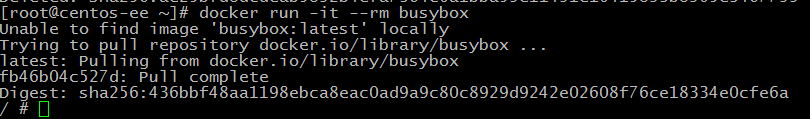 [root@centos-ee ~]# docker run -it --rm busybox
Unable to find image 'busybox:latest' locally
Trying to pull repository docker.io/library/busybox ...
latest: Pulling from docker.io/library/busybox
fb46b04c527d: Pull complete
Digest: sha256:436bbf48aa1198ebca8eac0ad9a9c80c8929d9242e02608f76ce18334e0cfe6a
/ #